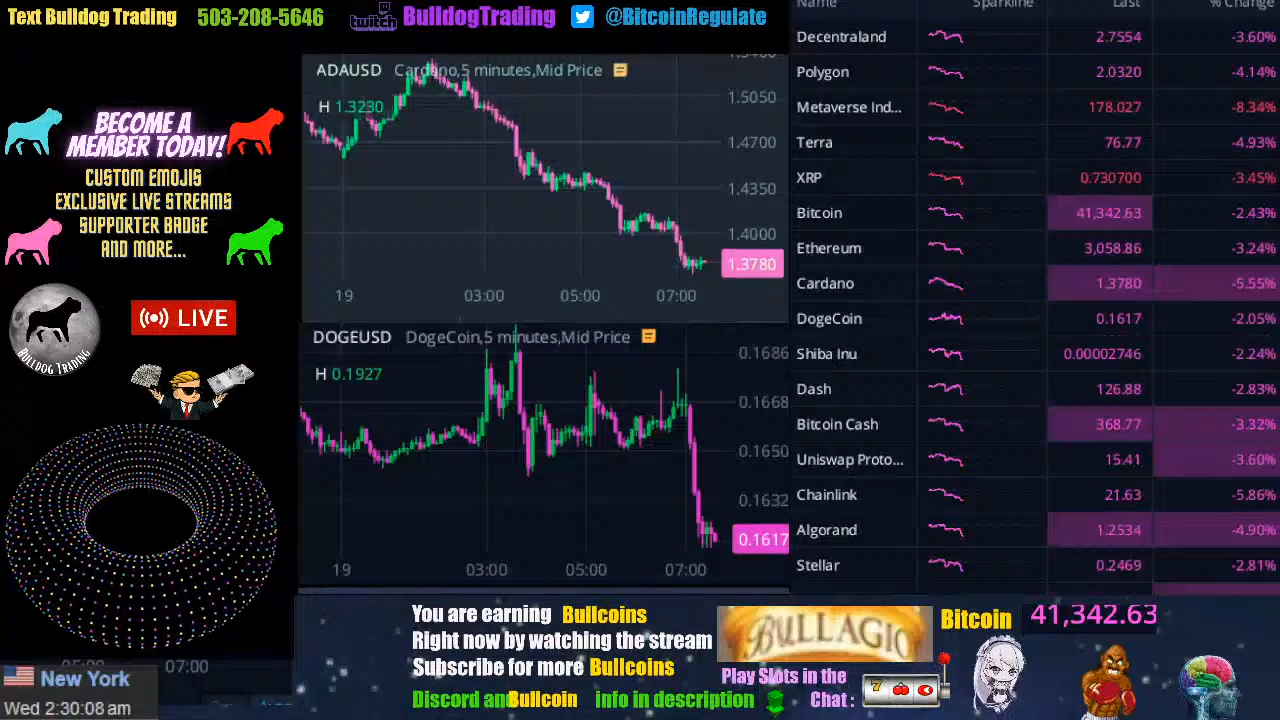 Text Bulldog Trading 503-208-5646 twitch BulldogTrading @BitcoinRegulate
BECOME A
MEMBER TODAY!
CUSTOM EMOJIS
EXCLUSIVE LIVE STREAMS
SUPPORTER BADGE
AND MORE...
BULLDOG TRADING
LIVE
ADAUSD Cardano,5 minutes,Mid Price
H 1.3230
1.5050
1.4700
1.4350
1.4000
1.3780
19 03:00 05:00 07:00
DOGEUSD DogeCoin,5 minutes,Mid Price
H 0.1927
0.1686
0.1668
0.1650
0.1632
0.1617
19 03:00 05:00 07:00
Name Sparkline Last % Change
Decentraland 2.7554 -3.60%
Polygon 2.0320 -4.14%
Metaverse Ind... 178.027 -8.34%
Terra 76.77 -4.93%
XRP 0.730700 -3.45%
Bitcoin 41,342.63 -2.43%
Ethereum 3,058.86 -3.24%
Cardano 1.3780 -5.55%
DogeCoin 0.1617 -2.05%
Shiba Inu 0.00002746 -2.24%
Dash 126.88 -2.83%
Bitcoin Cash 368.77 -3.32%
Uniswap Proto... 15.41 -3.60%
Chainlink 21.63 -5.86%
Algorand 1.2534 -4.90%
Stellar 0.2469 -2.81%
07:00
New York
Wed 2:30:08 am
You are earning Bullcoins
Right now by watching the stream
Subscribe for more Bullcoins
Discord and Bullcoin info in description
BULLAGIO
Play Slots in the
Chat :
7
Bitcoin 41,342.63